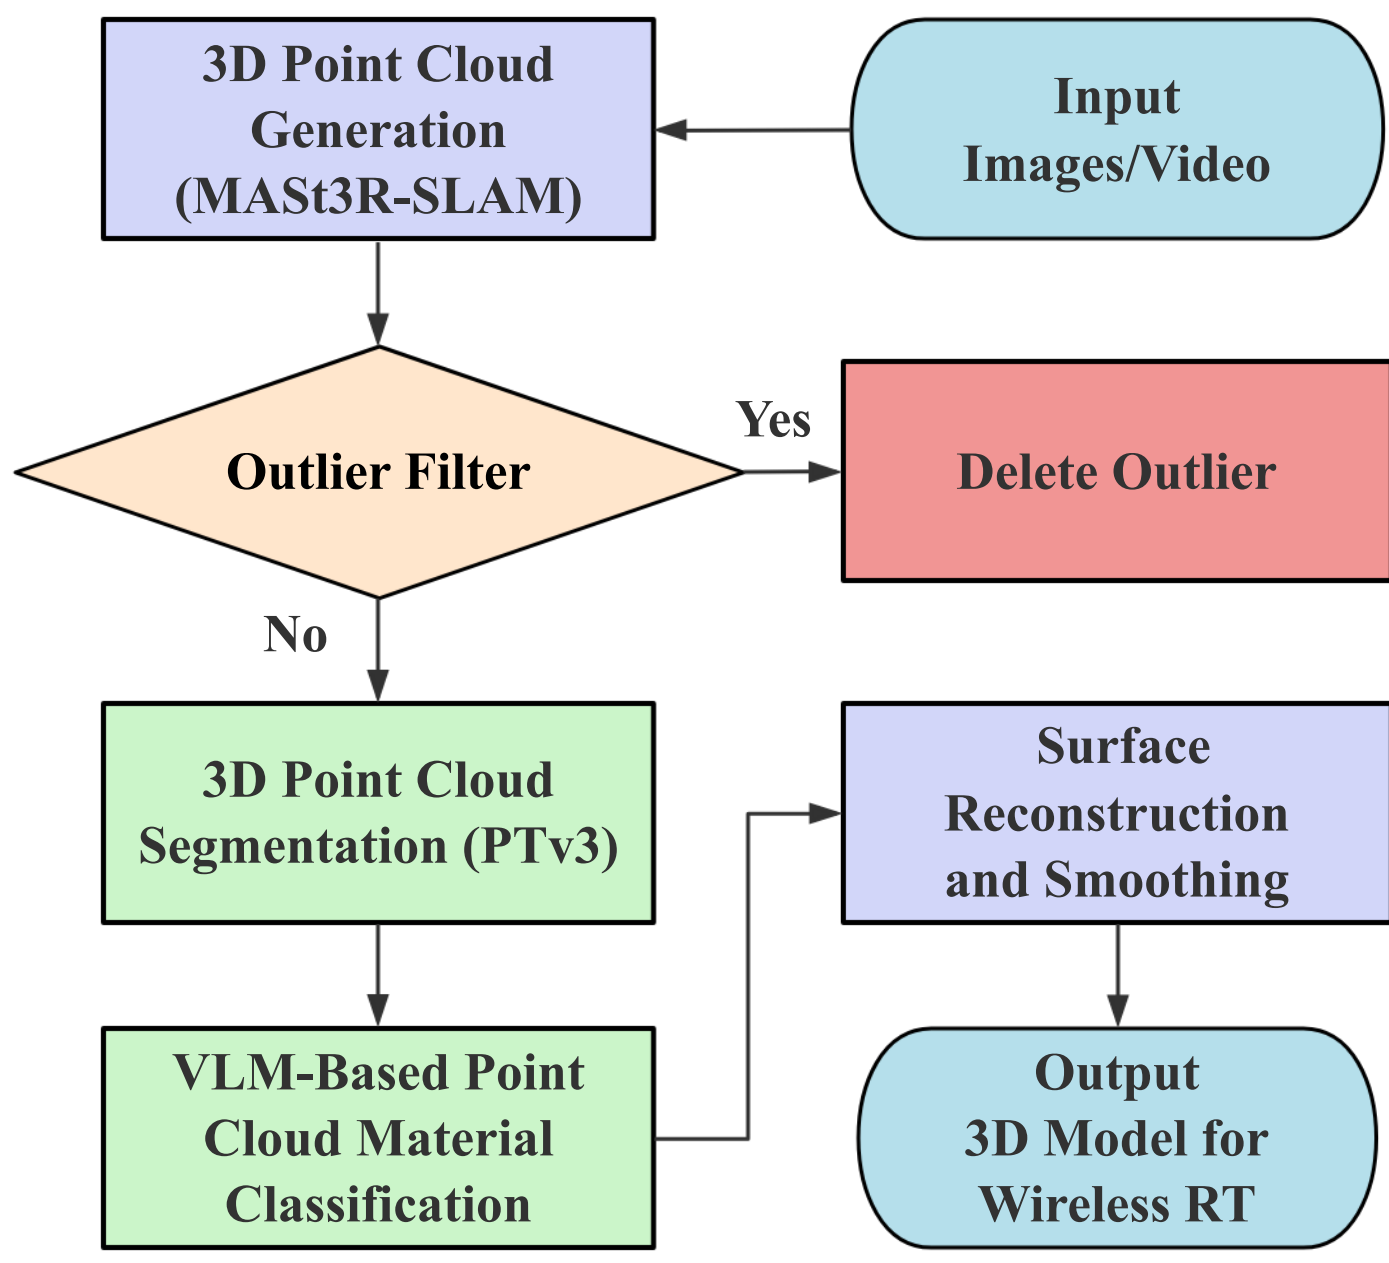 3D Point Cloud
Generation
(MASt3R-SLAM)
Input
Images/Video
Outlier Filter
Yes
Delete Outlier
No
3D Point Cloud
Segmentation (PTv3)
VLM-Based Point
Cloud Material
Classification
Surface
Reconstruction
and Smoothing
Output
3D Model for
Wireless RT